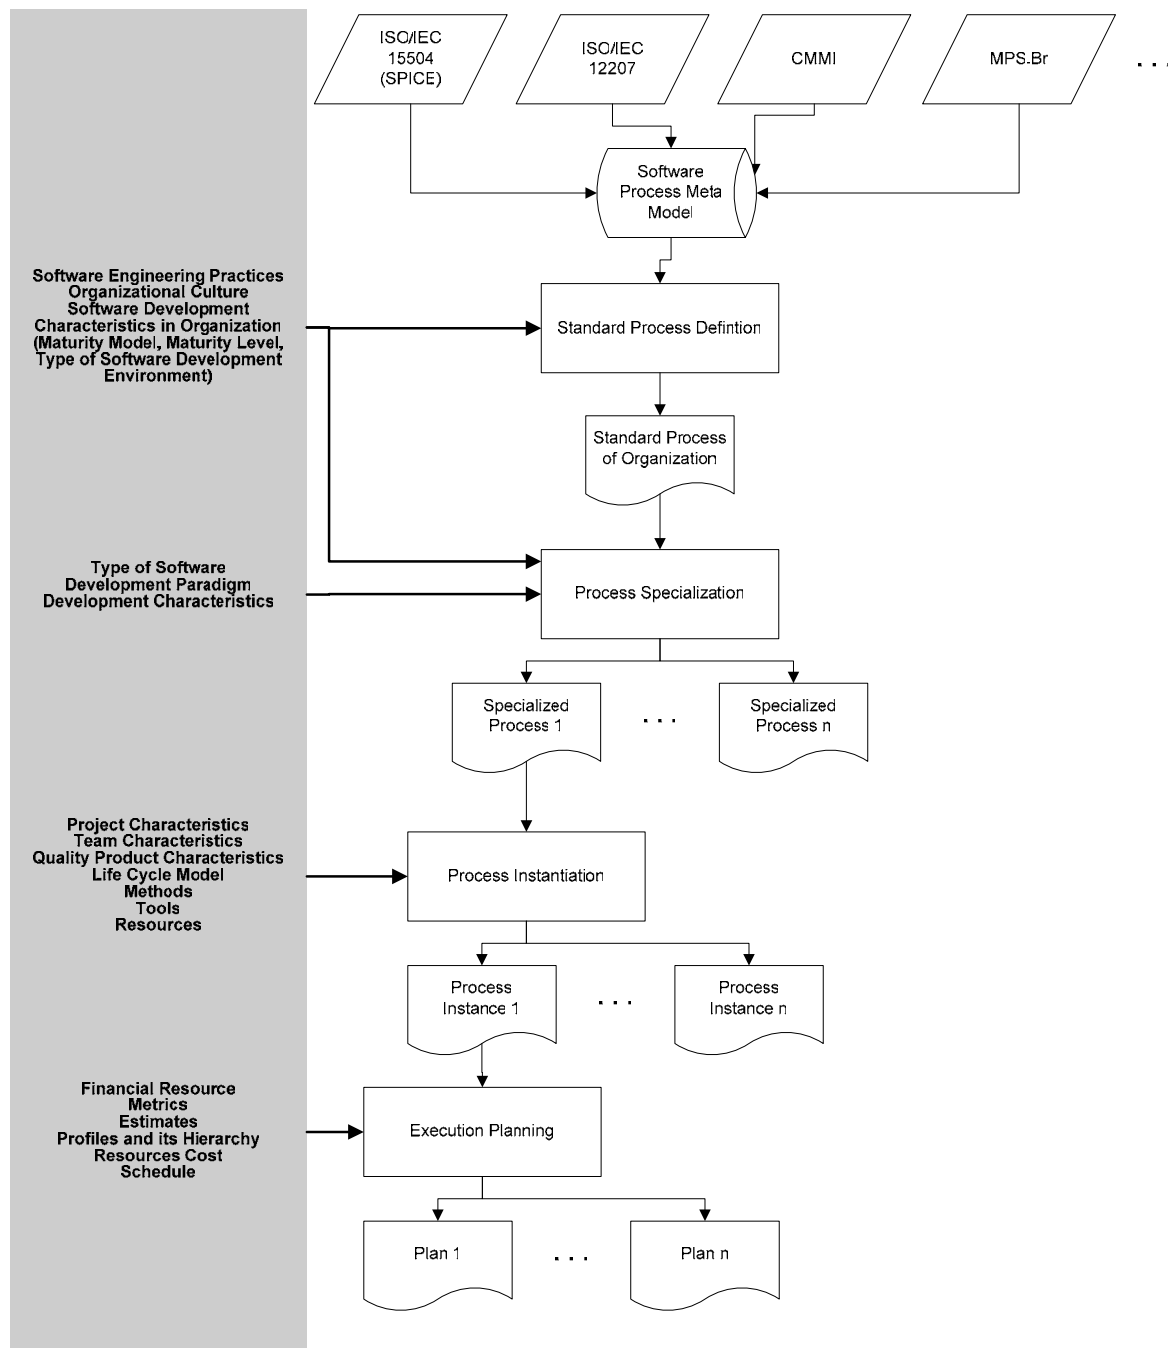 ISO/IEC
15504
(SPICE)
ISO/IEC
12207
CMMI
MPS.Br
. . .
Software
Process Meta
Model
Software Engineering Practices
Organizational Culture
Software Development
Characteristics in Organization
(Maturity Model, Maturity Level,
Type of Software Development
Environment)
Standard Process Defintion
Standard Process
of Organization
Type of Software
Development Paradigm
Development Characteristics
Process Specialization
Specialized
Process 1
. . .
Specialized
Process n
Project Characteristics
Team Characteristics
Quality Product Characteristics
Life Cycle Model
Methods
Tools
Resources
Process Instantiation
Process
Instance 1
. . .
Process
Instance n
Financial Resource
Metrics
Estimates
Profiles and its Hierarchy
Resources Cost
Schedule
Execution Planning
Plan 1
. . .
Plan n